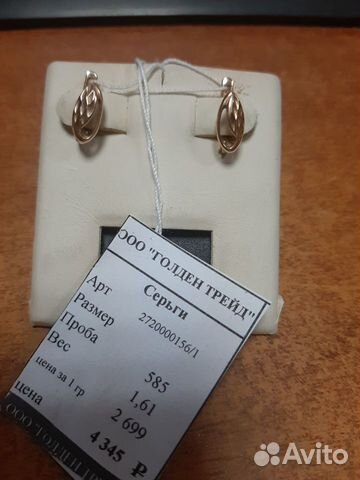 ООО "ГОЛДЕН ТРЕЙД"
Серьги
Арт 2720000156/1
Размер
Проба 585
Вес 1,61
цена за 1 гр 2 699
цена 4 345 ₽
Avito